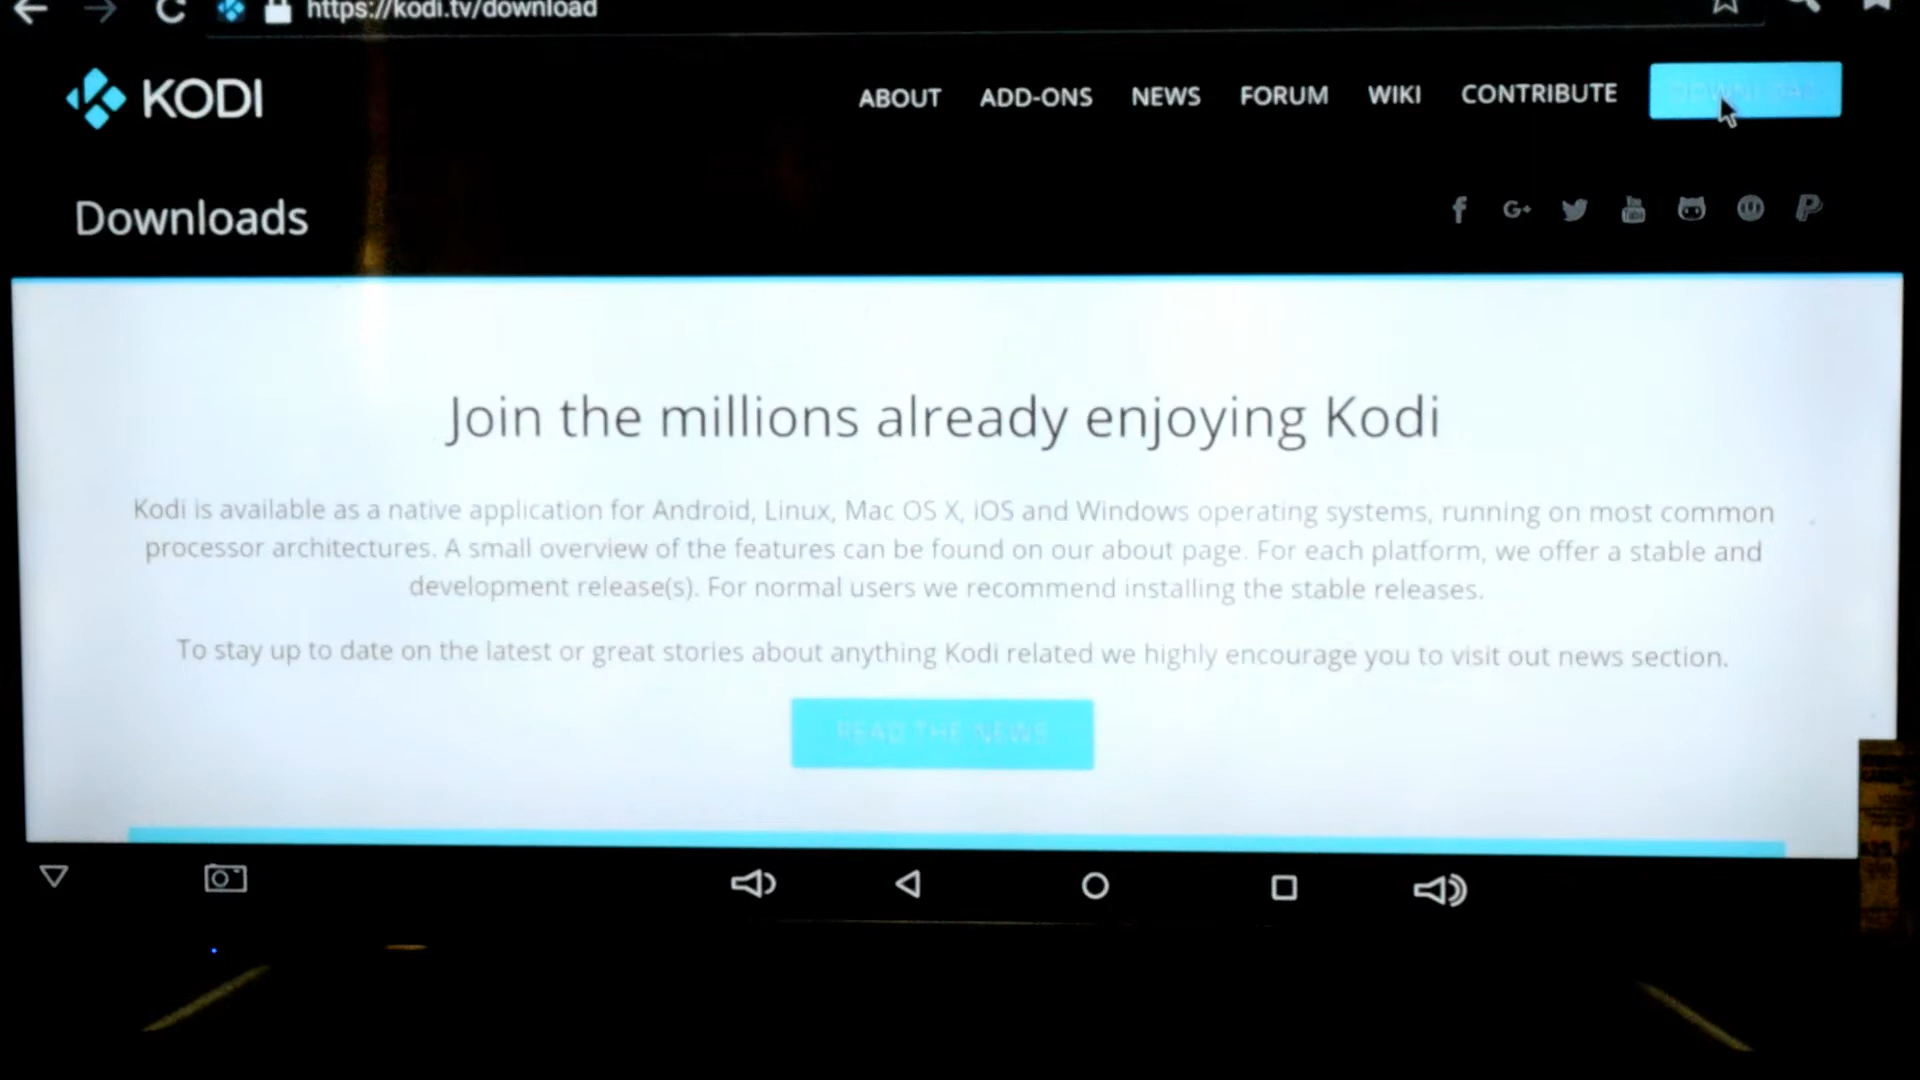 https://kodi.tv/download
KODI
ABOUT ADD-ONS NEWS FORUM WIKI CONTRIBUTE DOWNLOAD
Downloads
Join the millions already enjoying Kodi
Kodi is available as a native application for Android, Linux, Mac OS X, iOS and Windows operating systems, running on most common
processor architectures. A small overview of the features can be found on our about page. For each platform, we offer a stable and
development release(s). For normal users we recommend installing the stable releases.
To stay up to date on the latest or great stories about anything Kodi related we highly encourage you to visit out news section.
READ THE NEWS